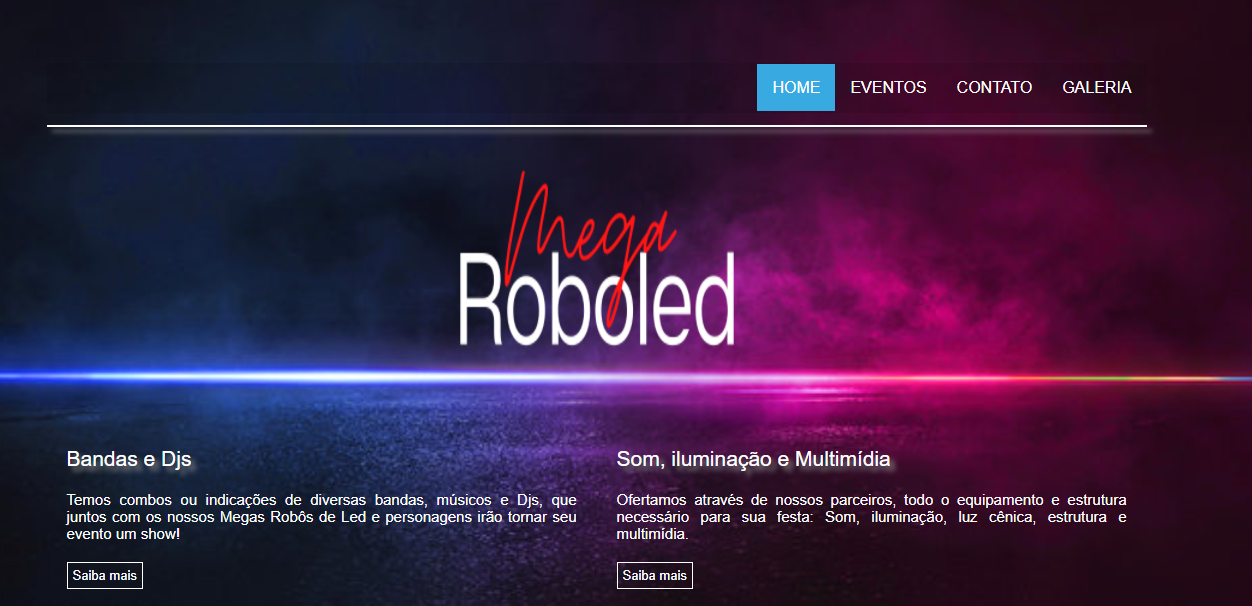 HOME EVENTOS CONTATO GALERIA
Mega
Roboled
Bandas e Djs
Temos combos ou indicações de diversas bandas, músicos e Djs, que
juntos com os nossos Megas Robôs de Led e personagens irão tornar seu
evento um show!
Saiba mais
Som, iluminação e Multimídia
Ofertamos através de nossos parceiros, todo o equipamento e estrutura
necessário para sua festa: Som, iluminação, luz cênica, estrutura e
multimídia.
Saiba mais